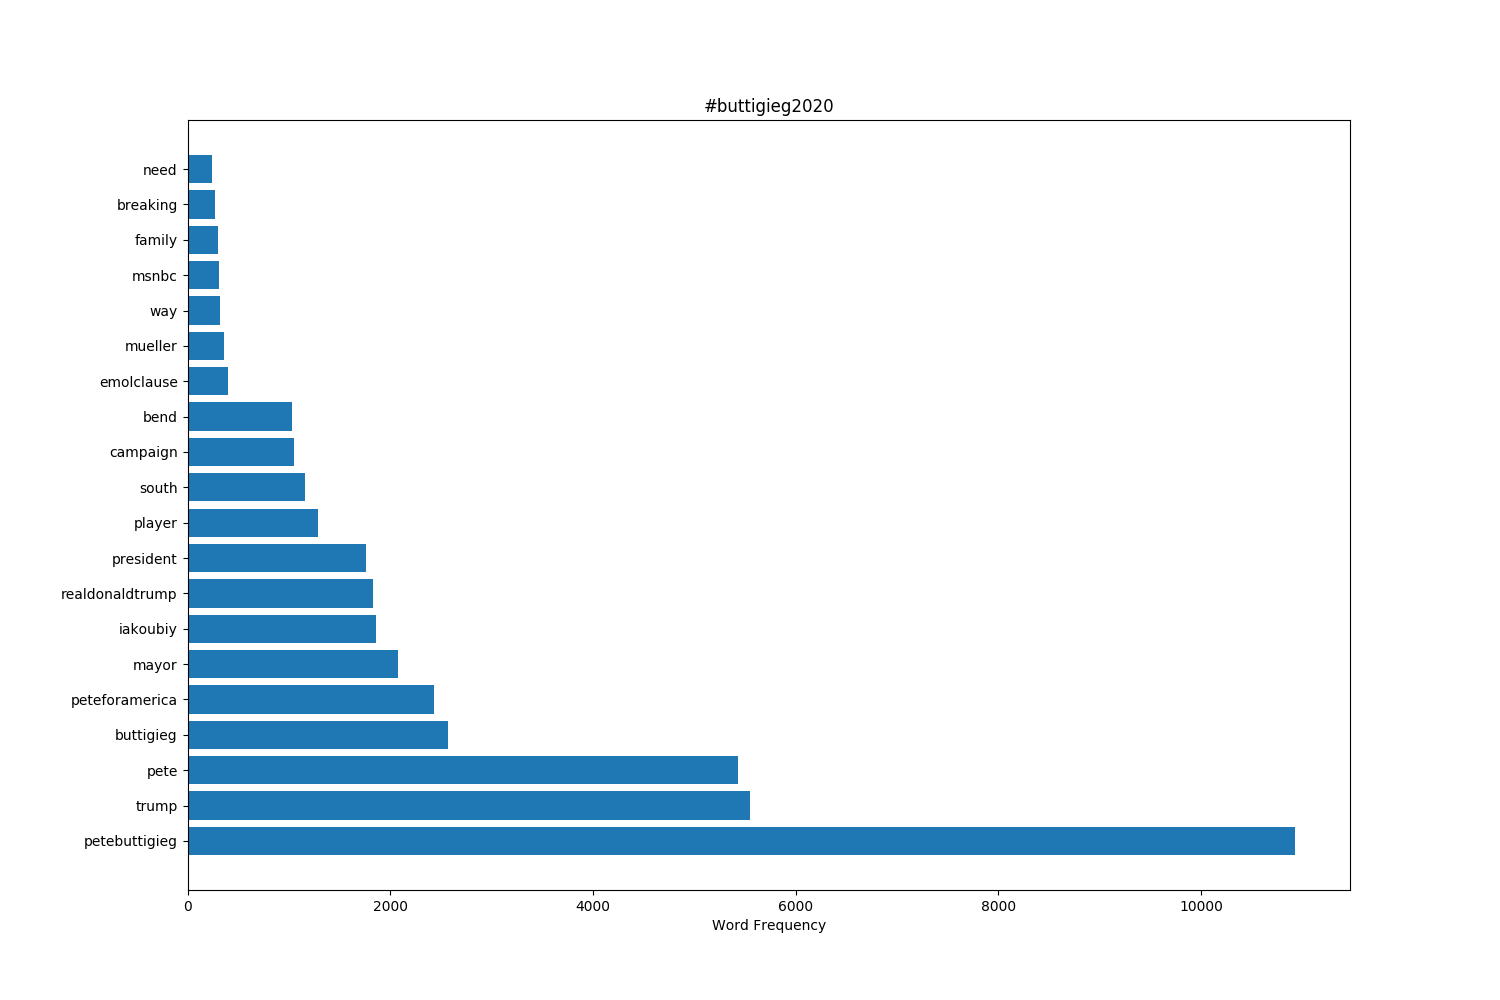 #buttigieg2020
need
breaking
family
msnbc
way
mueller
emolclause
bend
campaign
south
player
president
realdonaldtrump
iakoubiy
mayor
peteforamerica
buttigieg
pete
trump
petebuttigieg
0 2000 4000 6000 8000 10000
Word Frequency